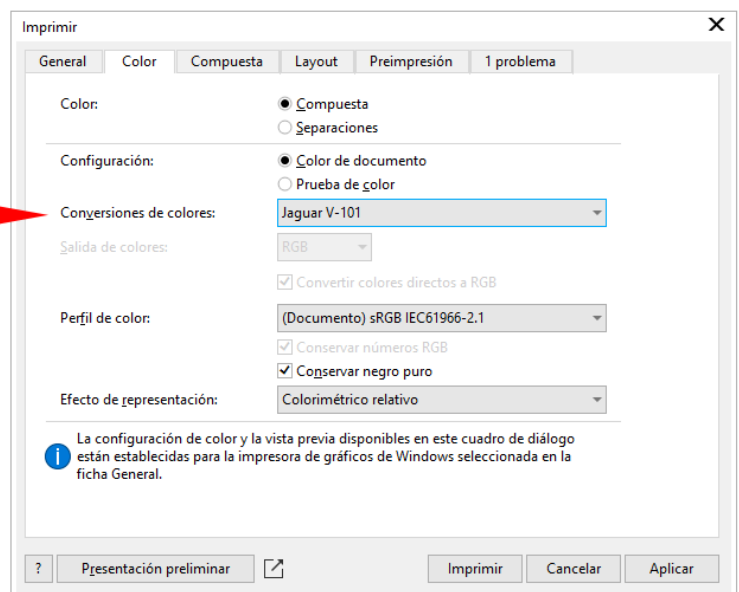 Imprimir
General Color Compuesta Layout Preimpresión 1 problema
Color: Compuesta
Separaciones
Configuración: Color de documento
Prueba de color
Conversiones de colores: Jaguar V-101
Salida de colores: RGB
Convertir colores directos a RGB
Perfil de color: (Documento) sRGB IEC61966-2.1
Conservar números RGB
Conservar negro puro
Efecto de representación: Colorimétrico relativo
La configuración de color y la vista previa disponibles en este cuadro de diálogo
están establecidas para la impresora de gráficos de Windows seleccionada en la
ficha General.
? Presentación preliminar Imprimir Cancelar Aplicar